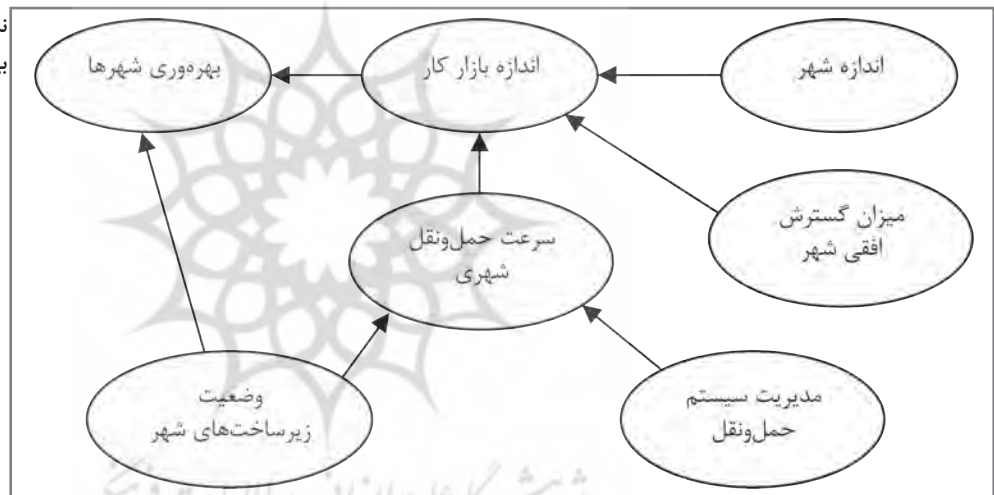 اندازه شهر
اندازه بازار کار
بهره‌وری شهرها
میزان گسترش
افقی شهر
سرعت حمل‌ونقل
شهری
مدیریت سیستم
حمل‌ونقل
وضعیت
زیرساخت‌های شهر